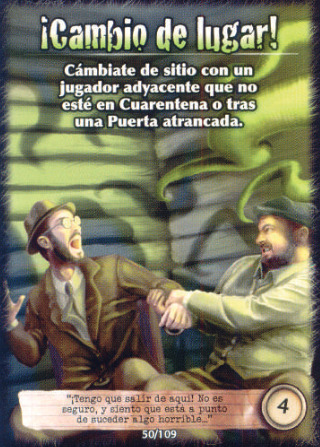 ¡Cambio de lugar!
Cámbiate de sitio con un
jugador adyacente que no
esté en Cuarentena o tras
una Puerta atrancada.
"¡Tengo que salir de aquí! No es
seguro, y siento que está a punto
de suceder algo horrible..."
4
50/109